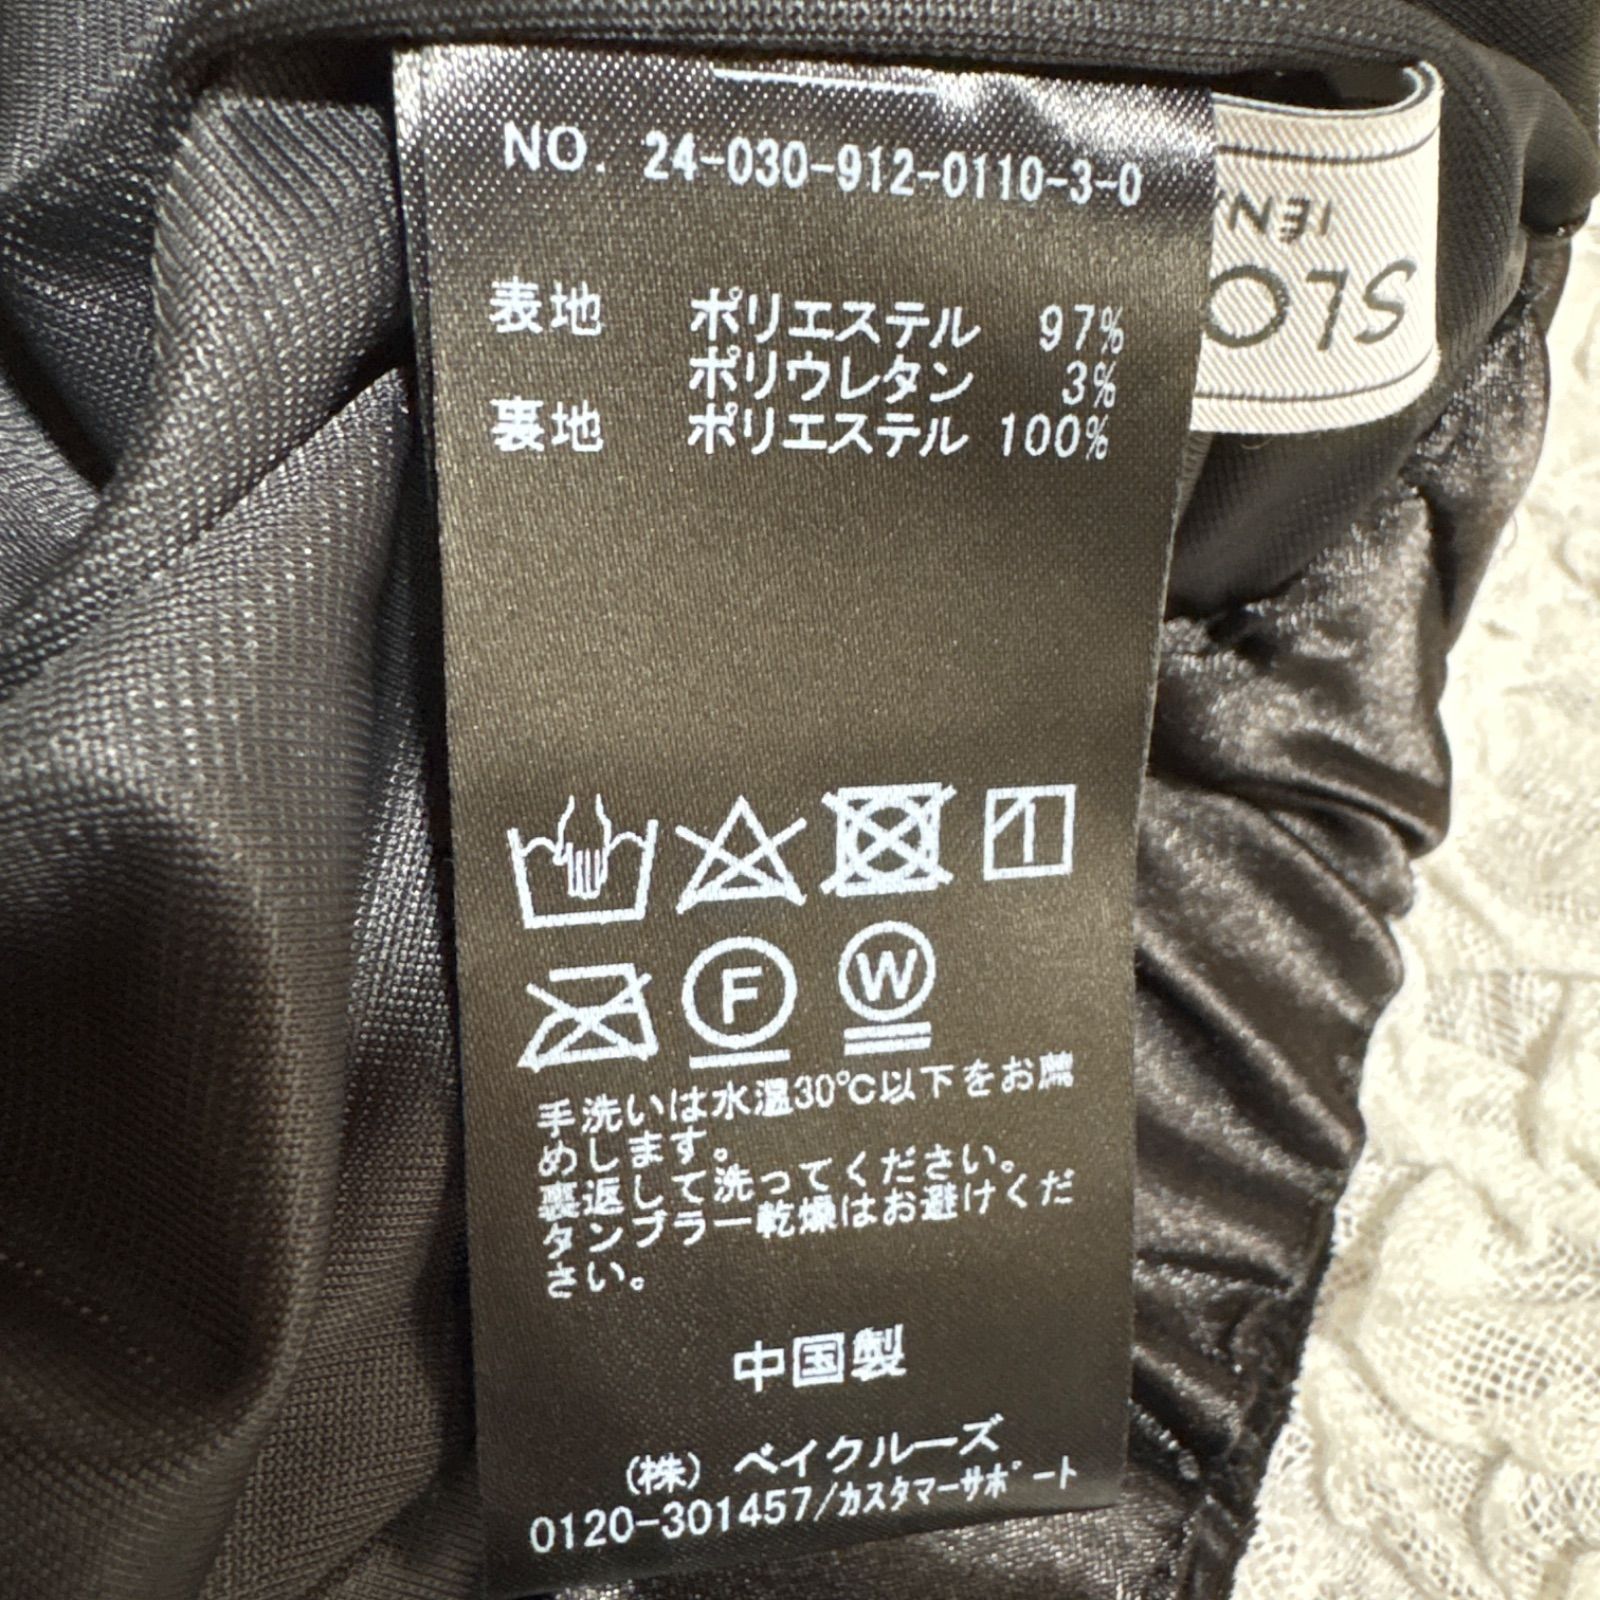 NO. 24-030-912-0110-3-0
表地 ポリエステル 97%
ポリウレタン 3%
裏地 ポリエステル 100%
F W
手洗いは水温30℃以下をお薦
めします。
裏返して洗ってください。
タンブラー乾燥はお避けくだ
さい。
中国製
(株) ベイクルーズ
0120-301457/カスタマーサポート
SLO
IÉN